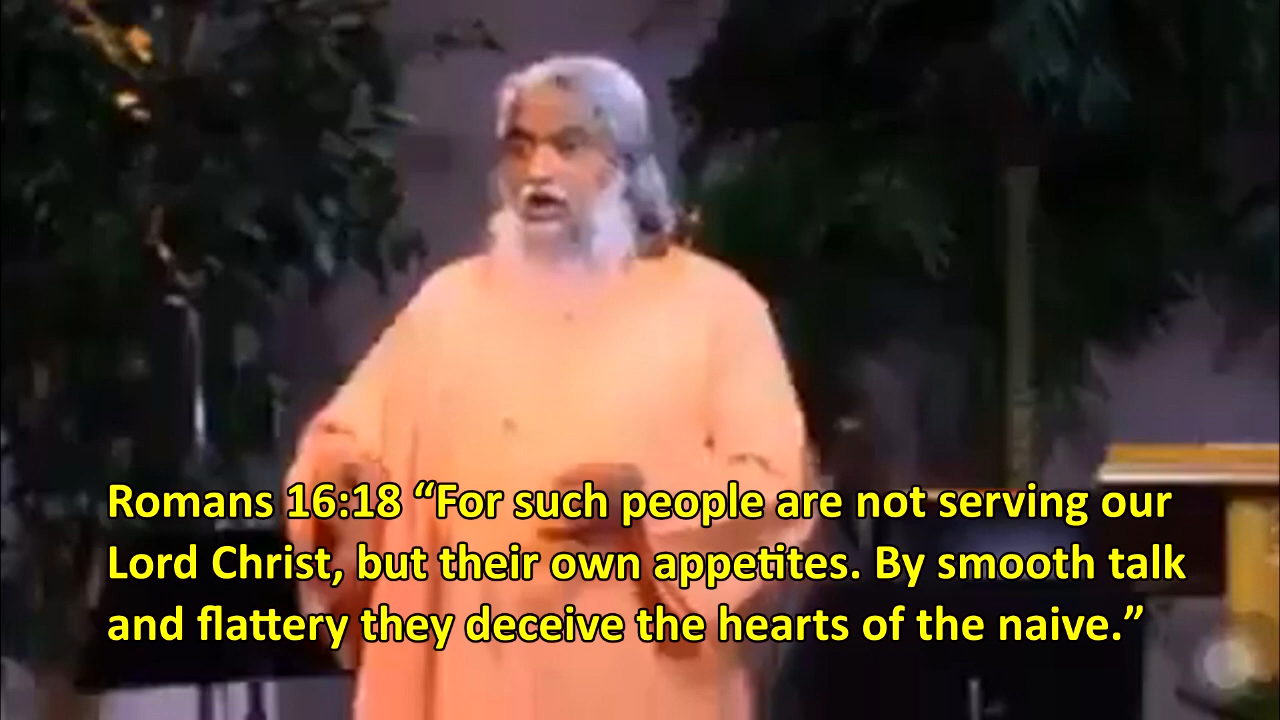 Romans 16:18 “For such people are not serving our
Lord Christ, but their own appetites. By smooth talk
and flattery they deceive the hearts of the naive.”